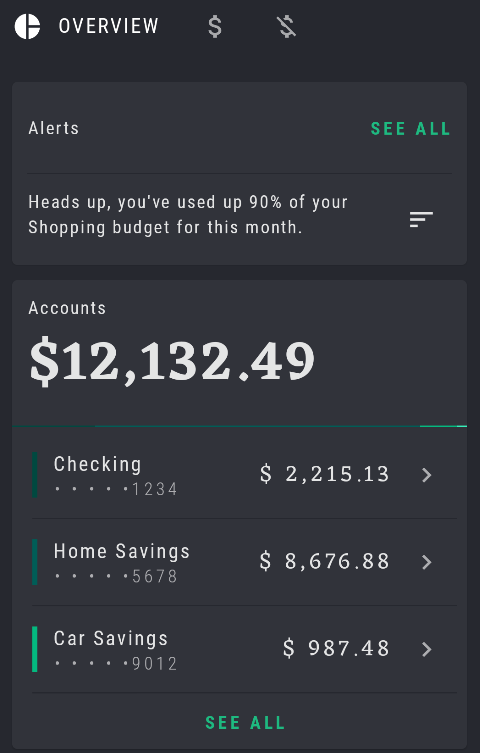 OVERVIEW
Alerts
SEE ALL
Heads up, you've used up 90% of your
Shopping budget for this month.
Accounts
$12,132.49
Checking
$ 2,215.13
• • • • •1234
Home Savings
$ 8,676.88
• • • • •5678
Car Savings
$ 987.48
• • • • •9012
SEE ALL